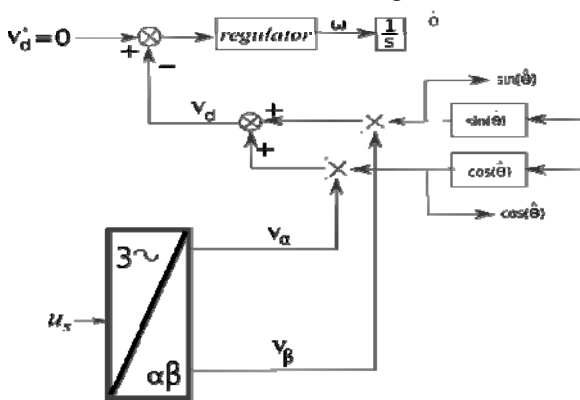 v*d=0
+
−
regulator
ω
1/s
sin(θ̂)
vd
+
+
sin(θ̂)
cos(θ̂)
cos(θ̂)
3~
vα
us
αβ
vβ